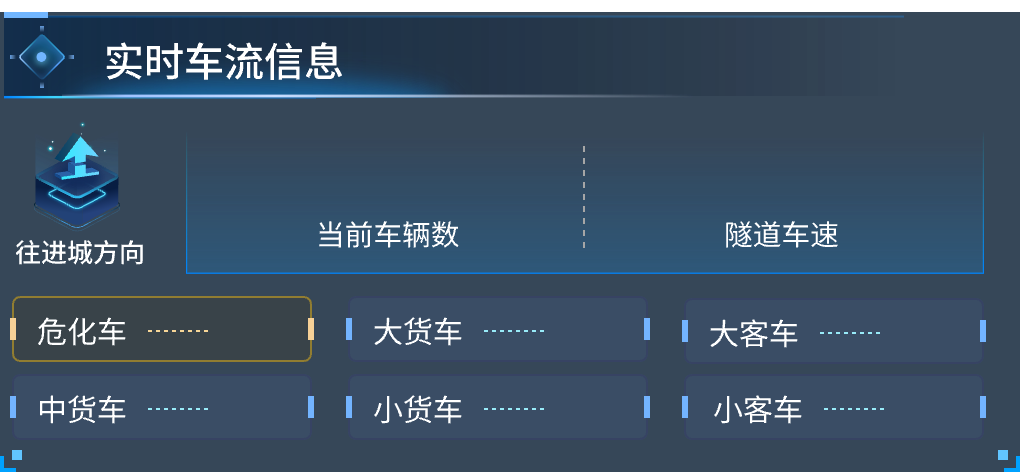 实时车流信息
当前车辆数 隧道车速
往进城方向
危化车 大货车 大客车
中货车 小货车 小客车